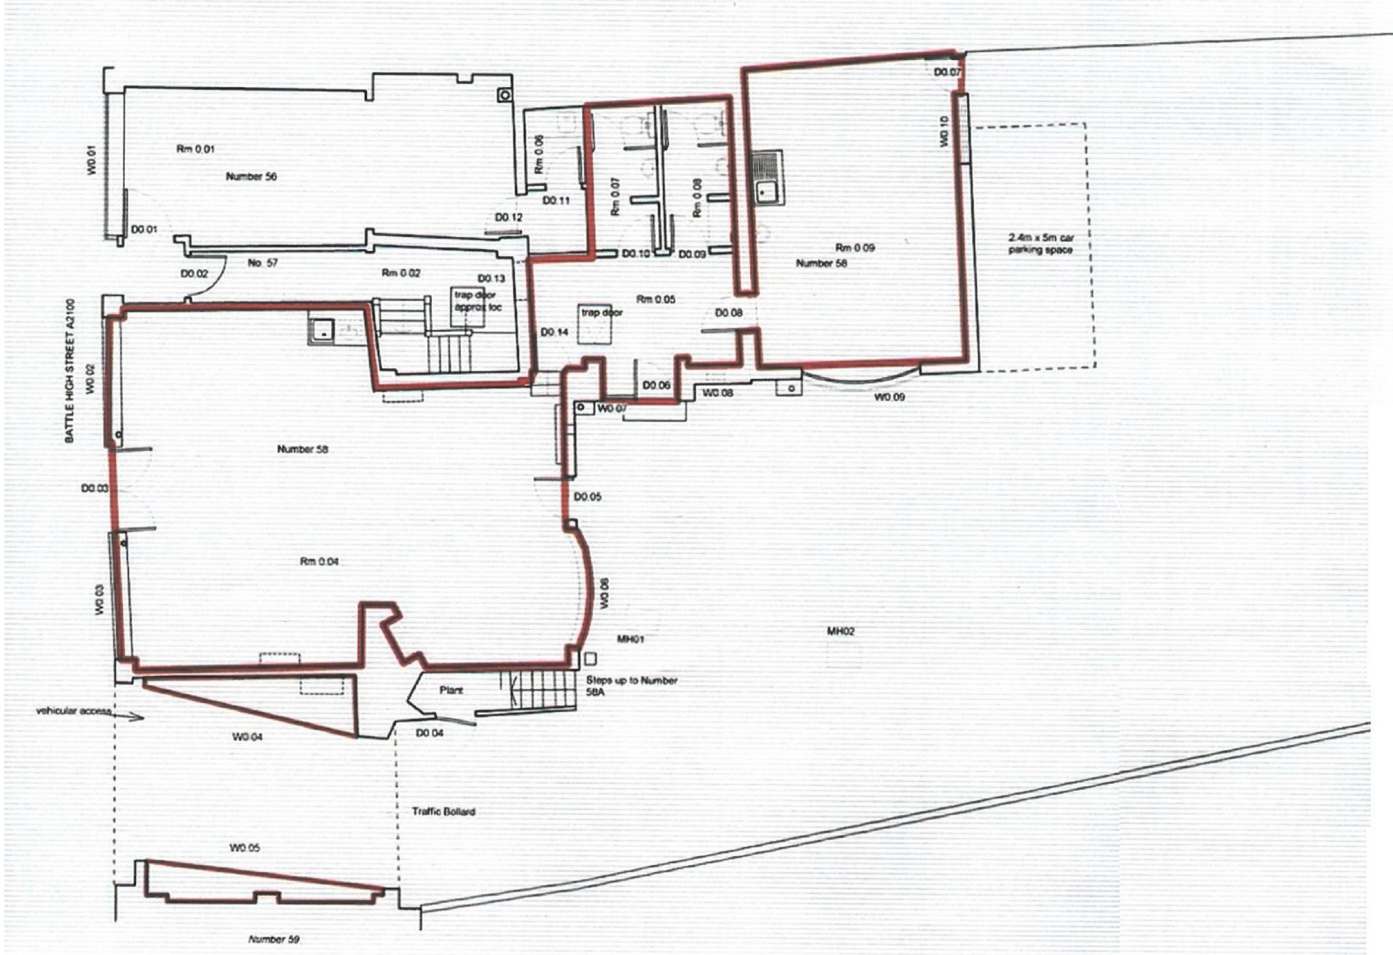 D0.07
W0.10
W0.01
Rm 0.01
Number 56
Rm 0.06
Rm 0.07
Rm 0.08
D0.11
D0.12
D0.01
D0.10
D0.09
Rm 0.09
Number 58
2.4m x 5m car
parking space
No. 57
D0.02
Rm 0.02
D0.13
trap door
approx loc
Rm 0.05
trap door
D0.08
D0.14
BATTLE HIGH STREET A2100
W0.02
D0.06
W0.07
W0.08
W0.09
Number 58
D0.03
D0.05
Rm 0.04
W0.03
W0.06
MH01
MH02
Steps up to Number
58A
Plant
vehicular access
W0.04
D0.04
Traffic Bollard
W0.05
Number 59